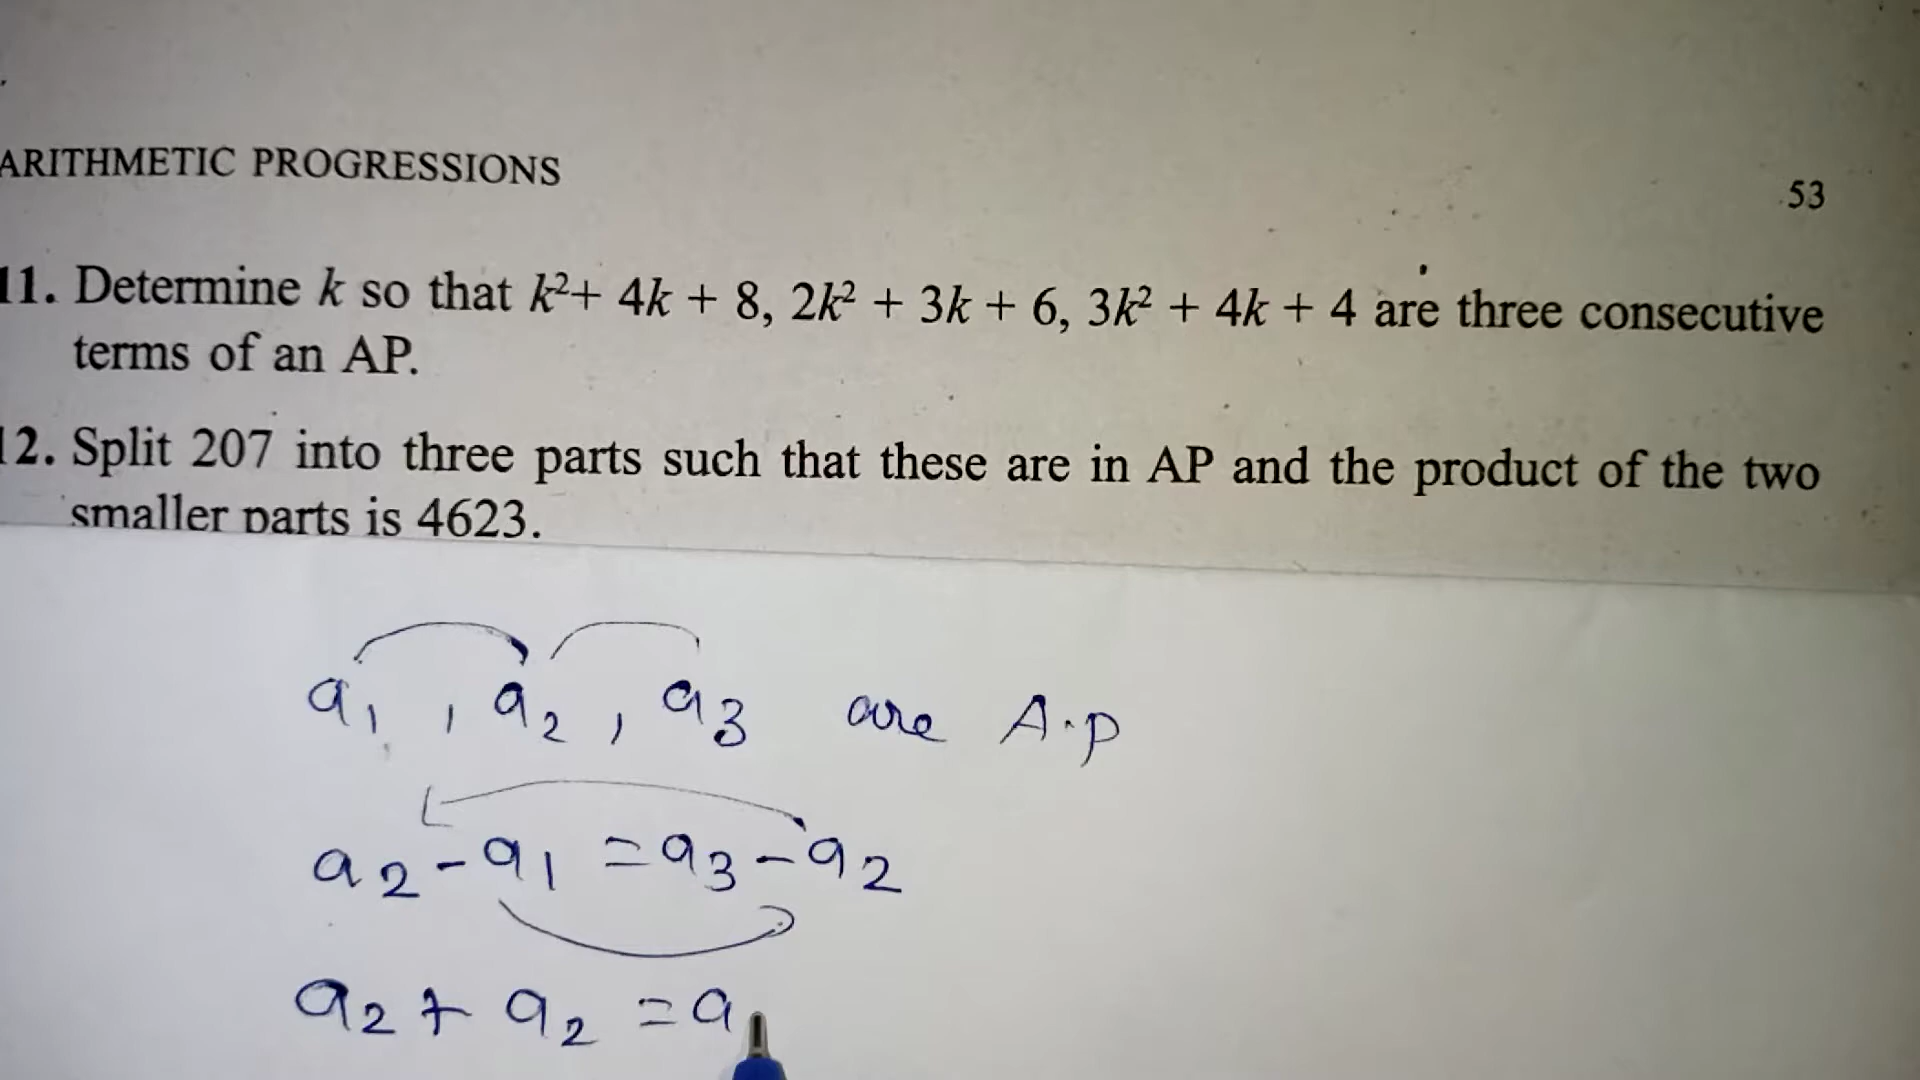 ARITHMETIC PROGRESSIONS
53
11. Determine k so that k²+ 4k + 8, 2k² + 3k + 6, 3k² + 4k + 4 are three consecutive
terms of an AP.
12. Split 207 into three parts such that these are in AP and the product of the two
smaller parts is 4623.
a₁, a₂, a₃ are A.p
a₂-a₁ = a₃-a₂
a₂ + a₂ = a